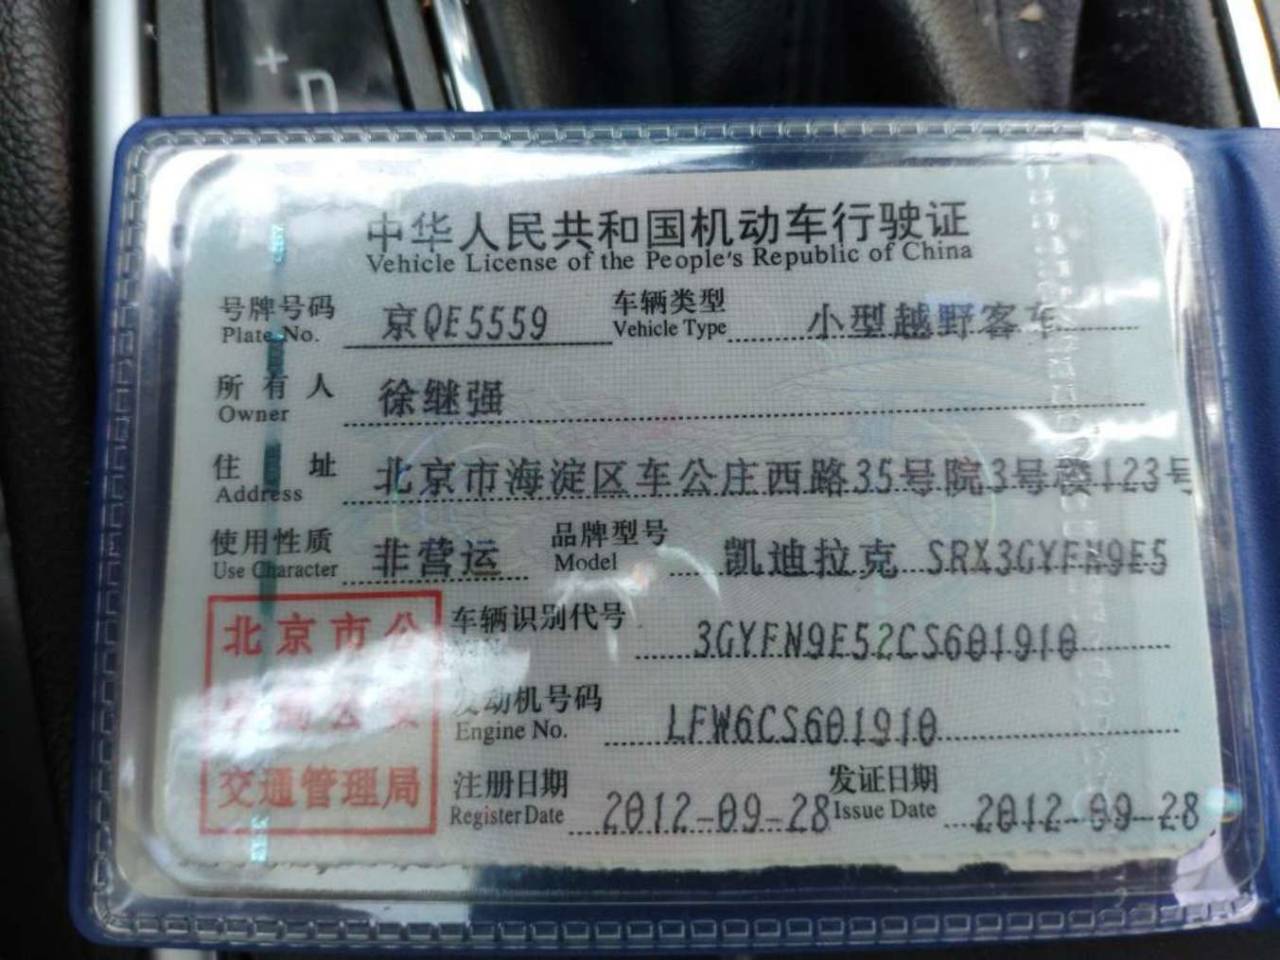 +
D
中华人民共和国机动车行驶证
Vehicle License of the People's Republic of China
号牌号码 京QE5559 车辆类型 小型越野客车
Plate No. Vehicle Type
所有人 徐继强
Owner
住址 北京市海淀区车公庄西路35号院3号楼123号
Address
使用性质 非营运 品牌型号 凯迪拉克 SRX3GYFN9E5
Use Character Model
车辆识别代号 3GYFN9E52CS601910
发动机号码 LFW6CS601910
Engine No.
注册日期 2012-09-28 发证日期 2012-09-28
Register Date Issue Date
北京市公
安局公安
交通管理局